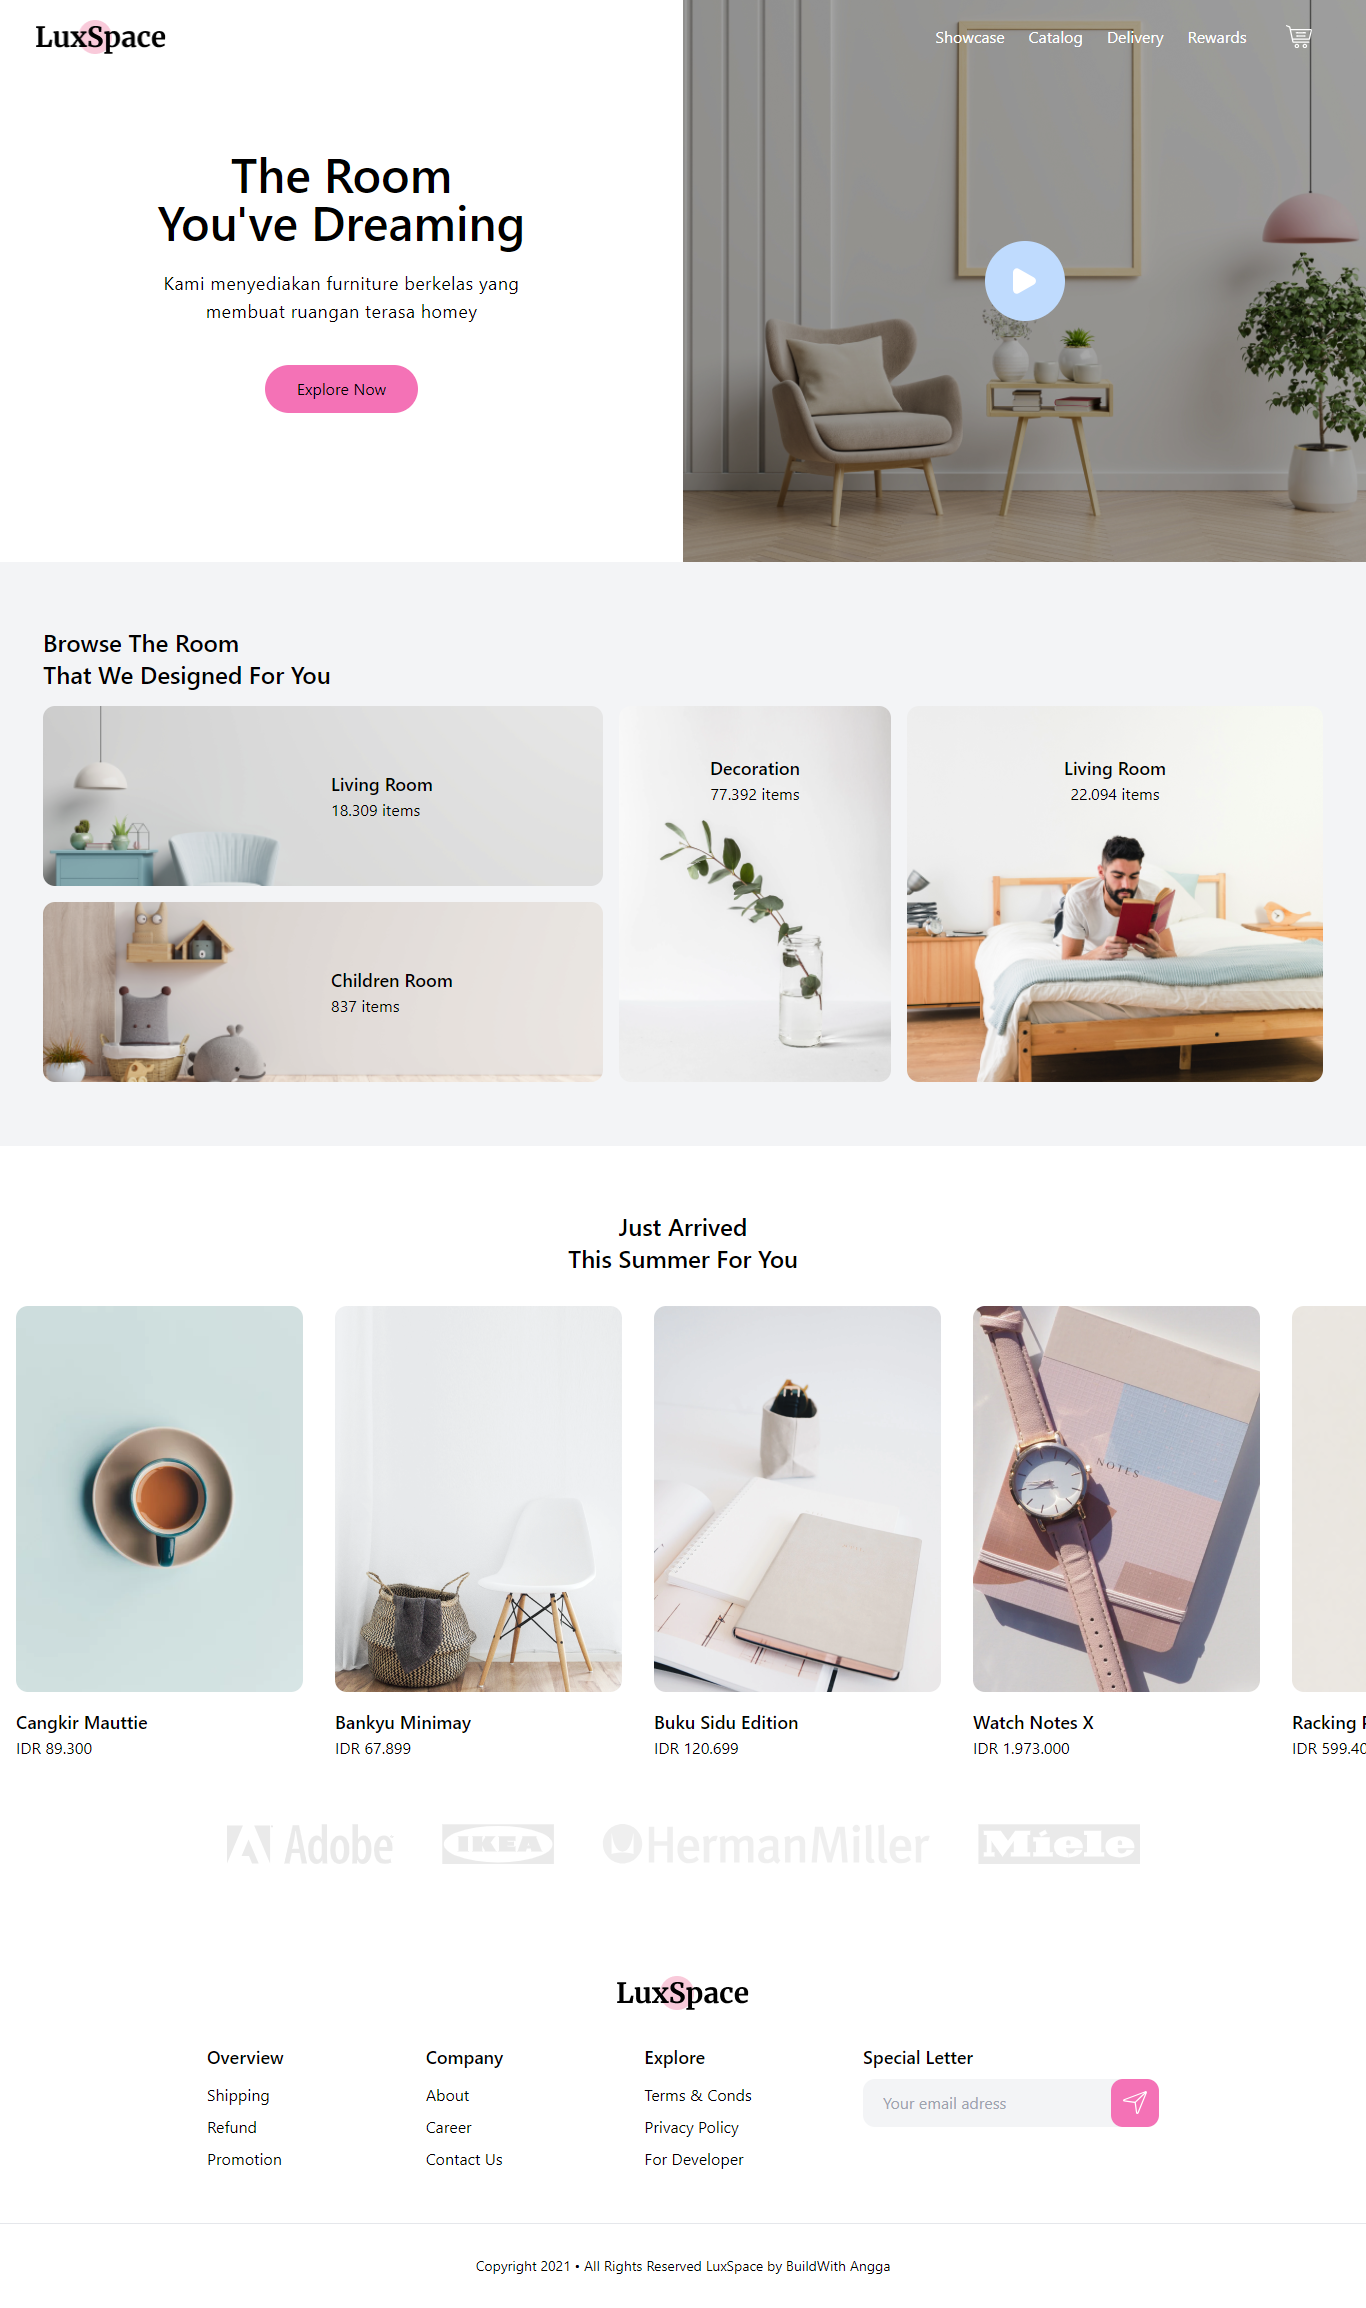 LuxSpace
Showcase
Catalog
Delivery
Rewards
The Room
You've Dreaming
Kami menyediakan furniture berkelas yang
membuat ruangan terasa homey
Explore Now
Browse The Room
That We Designed For You
Living Room
18.309 items
Children Room
837 items
Decoration
77.392 items
Living Room
22.094 items
Just Arrived
This Summer For You
NOTES
Cangkir Mauttie
IDR 89.300
Bankyu Minimay
IDR 67.899
Buku Sidu Edition
IDR 120.699
Watch Notes X
IDR 1.973.000
Racking
IDR 599.40
Adobe
IKEA
HermanMiller
Miele
LuxSpace
Overview
Shipping
Refund
Promotion
Company
About
Career
Contact Us
Explore
Terms & Conds
Privacy Policy
For Developer
Special Letter
Your email adress
Copyright 2021 • All Rights Reserved LuxSpace by BuildWith Angga